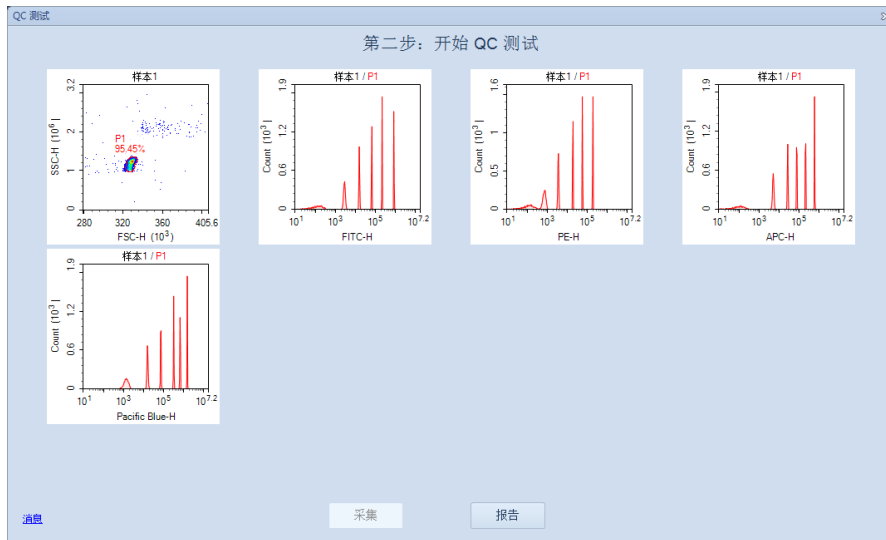 QC 测试
第二步：开始 QC 测试
样本1
3.2
2
1
0
SSC-H (10^6)
P1
95.45%
280 320 360 405.6
FSC-H (10^3)
样本1 / P1
1.9
1.2
0.6
0
Count (10^3)
10^1 10^3 10^5 10^7.2
FITC-H
样本1 / P1
1.6
1
0.5
0
Count (10^3)
10^1 10^3 10^5 10^7.2
PE-H
样本1 / P1
1.9
1.2
0.6
0
Count (10^3)
10^1 10^3 10^5 10^7.2
APC-H
样本1 / P1
1.9
1.2
0.6
0
Count (10^3)
10^1 10^3 10^5 10^7.2
Pacific Blue-H
消息
采集
报告